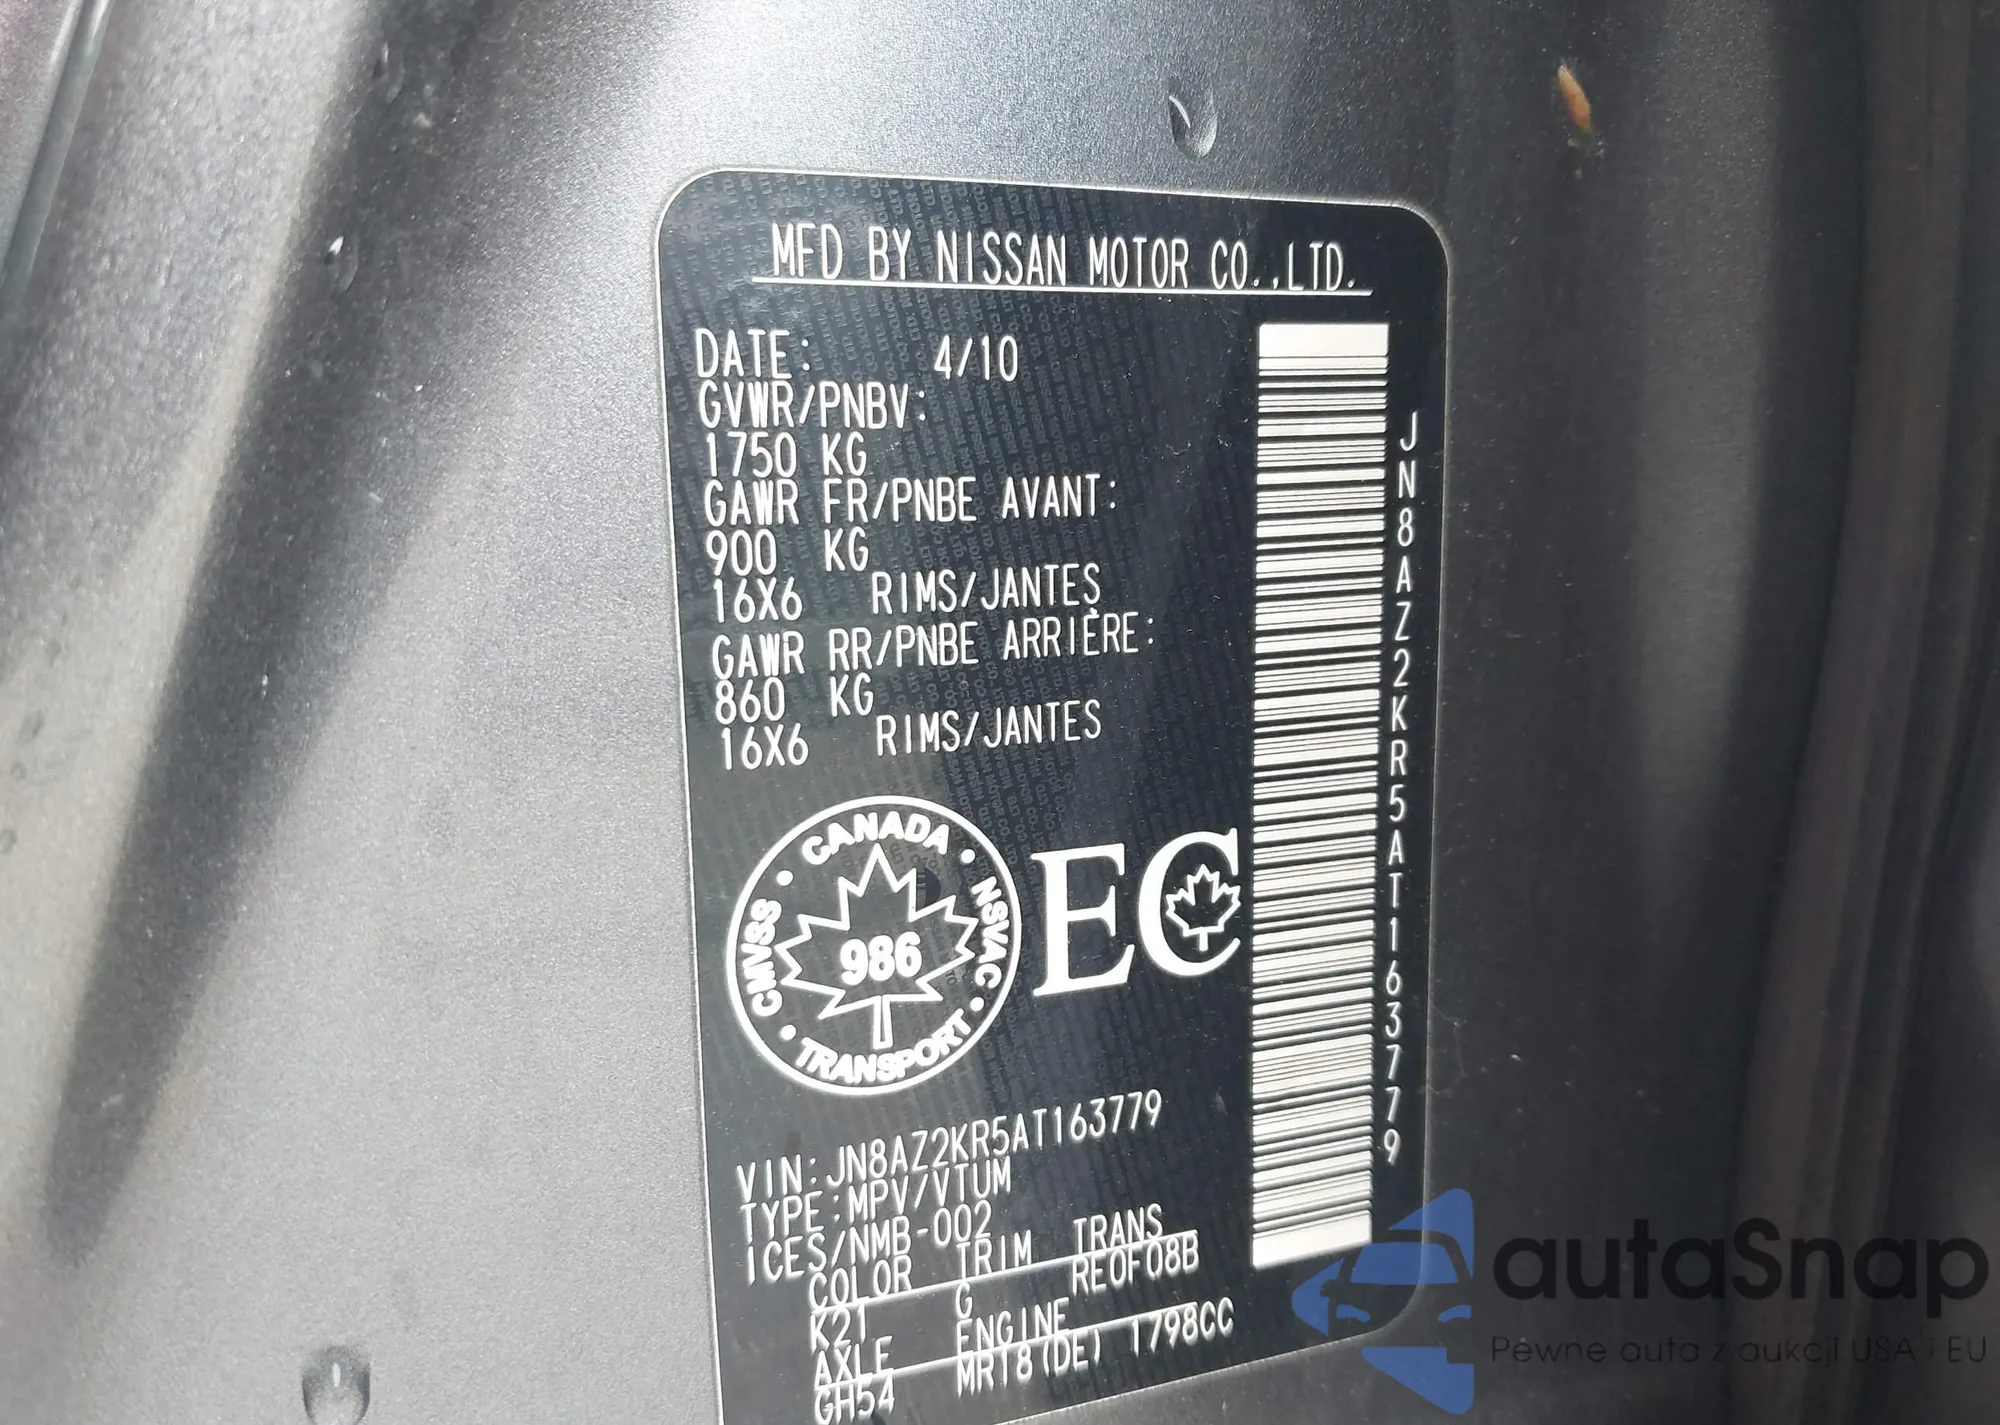 MFD BY NISSAN MOTOR CO.,LTD.
DATE: 4/10
GVWR/PNBV:
1750 KG
GAWR FR/PNBE AVANT:
900 KG
16X6 RIMS/JANTES
GAWR RR/PNBE ARRIÈRE:
860 KG
16X6 RIMS/JANTES
CANADA • NSVAC • TRANSPORT • CMVSS •
986
EC
VIN:JN8AZ2KR5AT163779
TYPE:MPV/VTUM
ICES/NMB-002
COLOR TRIM TRANS
K21 G RE0F08B
AXLE ENGINE
GH54 MR18(DE) 1798CC
JN8AZ2KR5AT163779
autaSnap
Pewne auta z aukcji USA i EU